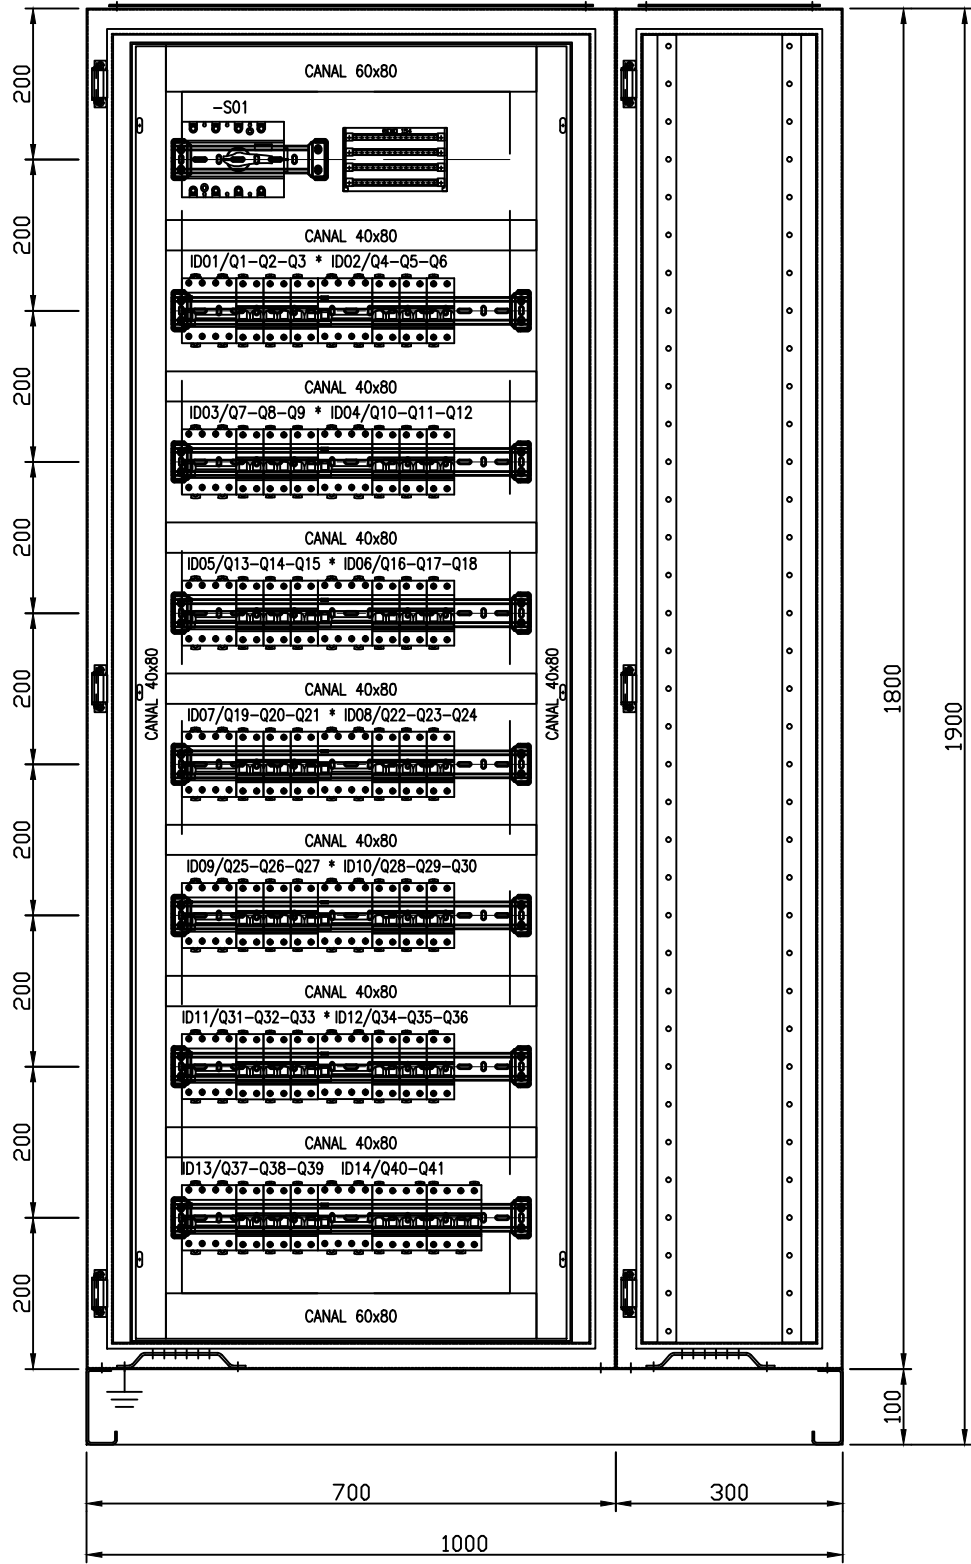 CANAL 60x80
-S01
CANAL 40x80
ID01/Q1-Q2-Q3 * ID02/Q4-Q5-Q6
CANAL 40x80
ID03/Q7-Q8-Q9 * ID04/Q10-Q11-Q12
CANAL 40x80
ID05/Q13-Q14-Q15 * ID06/Q16-Q17-Q18
CANAL 40x80
CANAL 40x80
CANAL 40x80
ID07/Q19-Q20-Q21 * ID08/Q22-Q23-Q24
CANAL 40x80
ID09/Q25-Q26-Q27 * ID10/Q28-Q29-Q30
CANAL 40x80
ID11/Q31-Q32-Q33 * ID12/Q34-Q35-Q36
CANAL 40x80
ID13/Q37-Q38-Q39 ID14/Q40-Q41
CANAL 60x80
200
200
200
200
200
200
200
200
200
1800
1900
100
700
300
1000